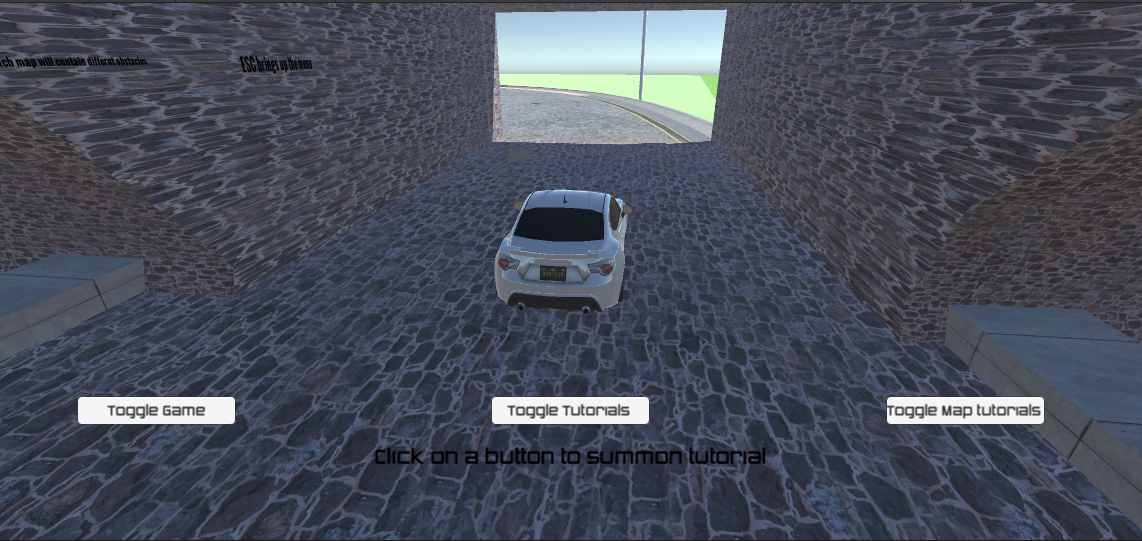 ch map will contain differnt obstacles
ESC brings up the menu
Toggle Game
Toggle Tutorials
Toggle Map tutorials
Click on a button to summon tutorial